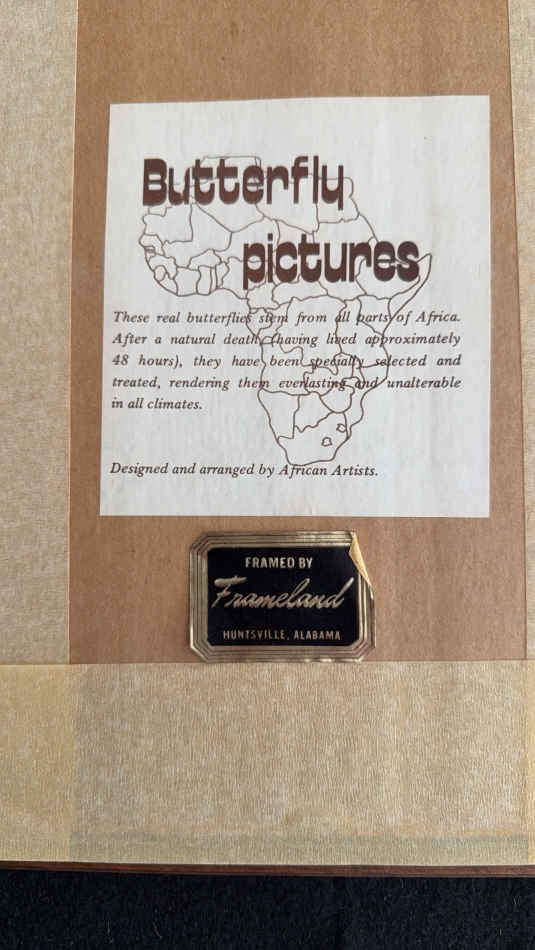 Butterfly
pictures
These real butterflies stem from all parts of Africa.
After a natural death, (having lived approximately
48 hours), they have been specially selected and
treated, rendering them everlasting and unalterable
in all climates.
Designed and arranged by African Artists.
FRAMED BY
Frameland
HUNTSVILLE, ALABAMA